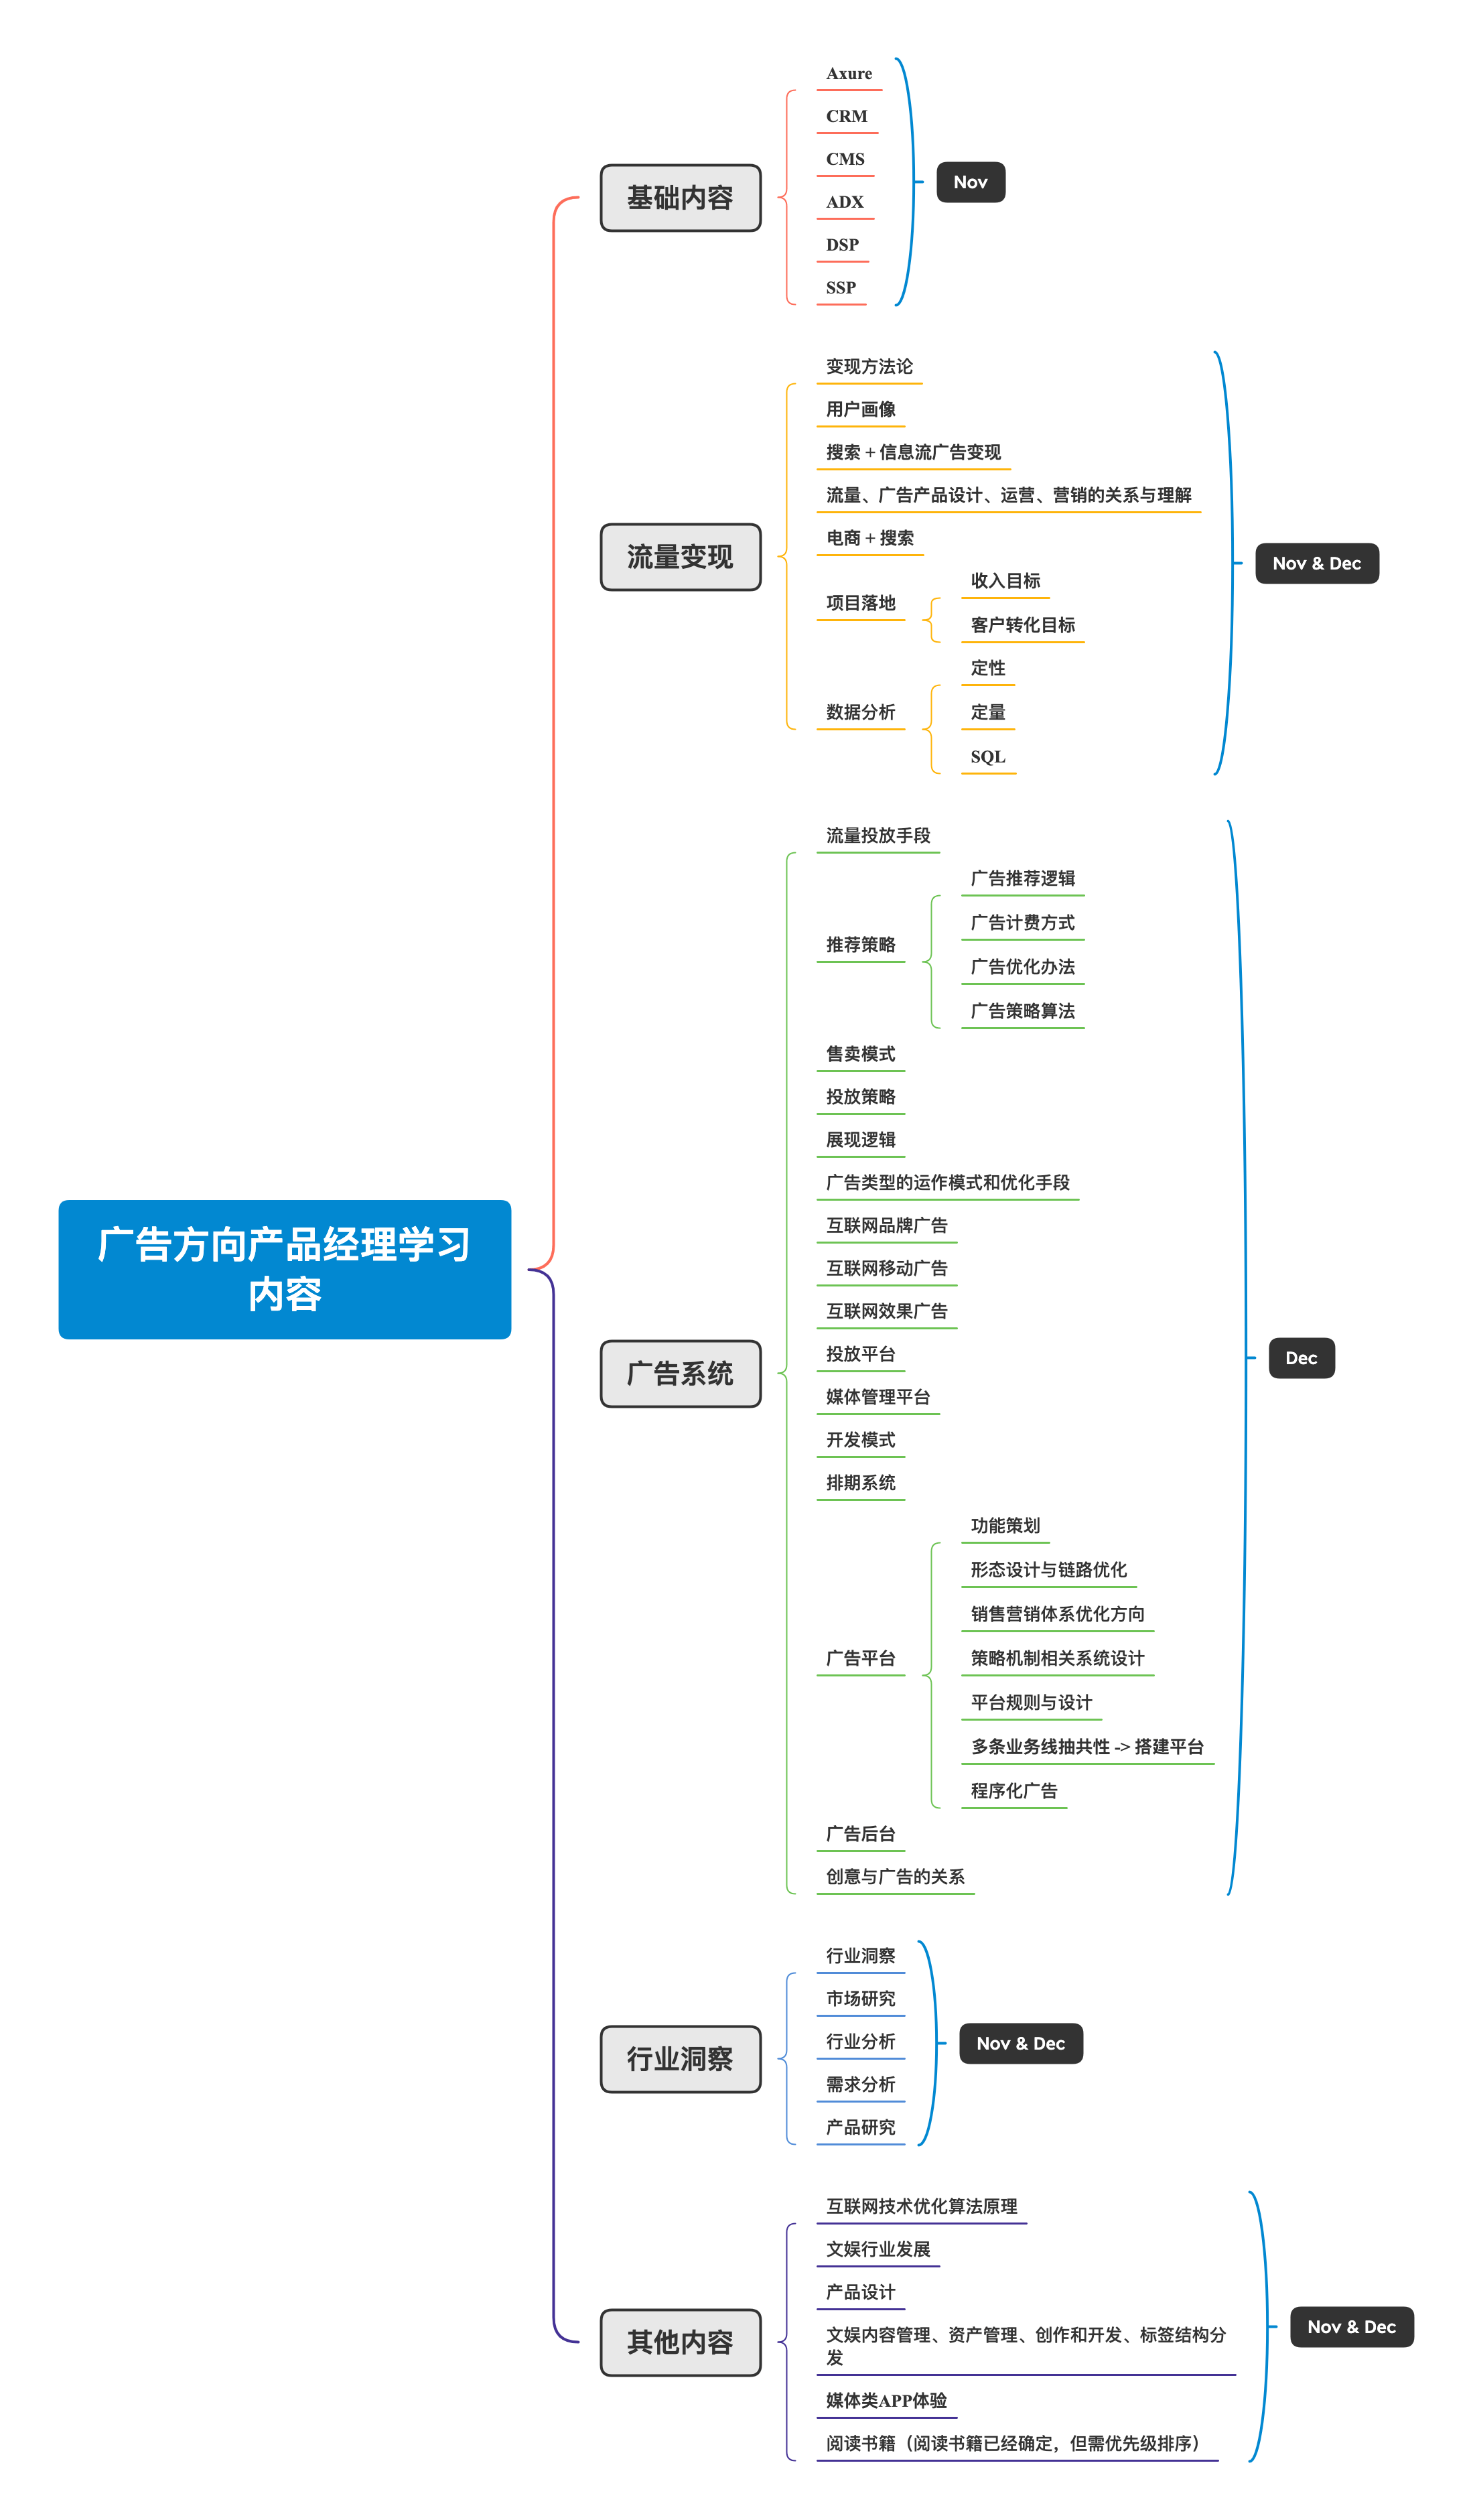 广告方向产品经理学习
内容
基础内容
Axure
CRM
CMS
ADX
DSP
SSP
Nov
流量变现
变现方法论
用户画像
搜索 + 信息流广告变现
流量、广告产品设计、运营、营销的关系与理解
电商 + 搜索
项目落地
收入目标
客户转化目标
数据分析
定性
定量
SQL
Nov & Dec
广告系统
流量投放手段
推荐策略
广告推荐逻辑
广告计费方式
广告优化办法
广告策略算法
售卖模式
投放策略
展现逻辑
广告类型的运作模式和优化手段
互联网品牌广告
互联网移动广告
互联网效果广告
投放平台
媒体管理平台
开发模式
排期系统
广告平台
功能策划
形态设计与链路优化
销售营销体系优化方向
策略机制相关系统设计
平台规则与设计
多条业务线抽共性 -> 搭建平台
程序化广告
广告后台
创意与广告的关系
Dec
行业洞察
行业洞察
市场研究
行业分析
需求分析
产品研究
Nov & Dec
其他内容
互联网技术优化算法原理
文娱行业发展
产品设计
文娱内容管理、资产管理、创作和开发、标签结构分
发
媒体类APP体验
阅读书籍（阅读书籍已经确定，但需优先级排序）
Nov & Dec